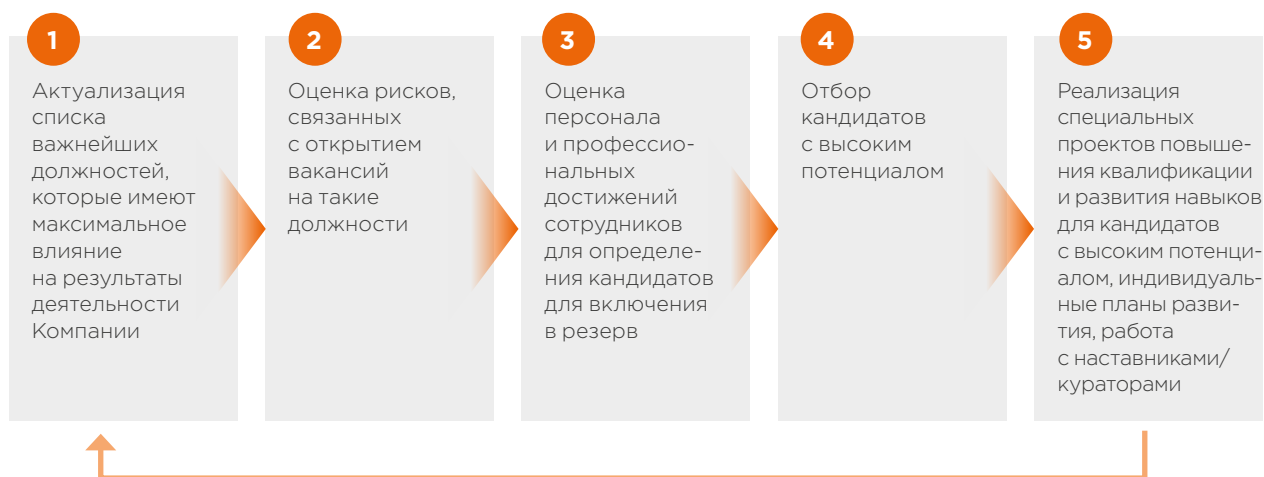 1
Актуализация
списка
важнейших
должностей,
которые имеют
максимальное
влияние
на результаты
деятельности
Компании
2
Оценка рисков,
связанных
с открытием
вакансий
на такие
должности
3
Оценка
персонала
и профессио-
нальных
достижений
сотрудников
для определе-
ния кандидатов
для включения
в резерв
4
Отбор
кандидатов
с высоким
потенциалом
5
Реализация
специальных
проектов повыше-
ния квалификации
и развития навыков
для кандидатов
с высоким потенци-
алом, индивидуаль-
ные планы разви-
тия, работа
с наставниками/
кураторами